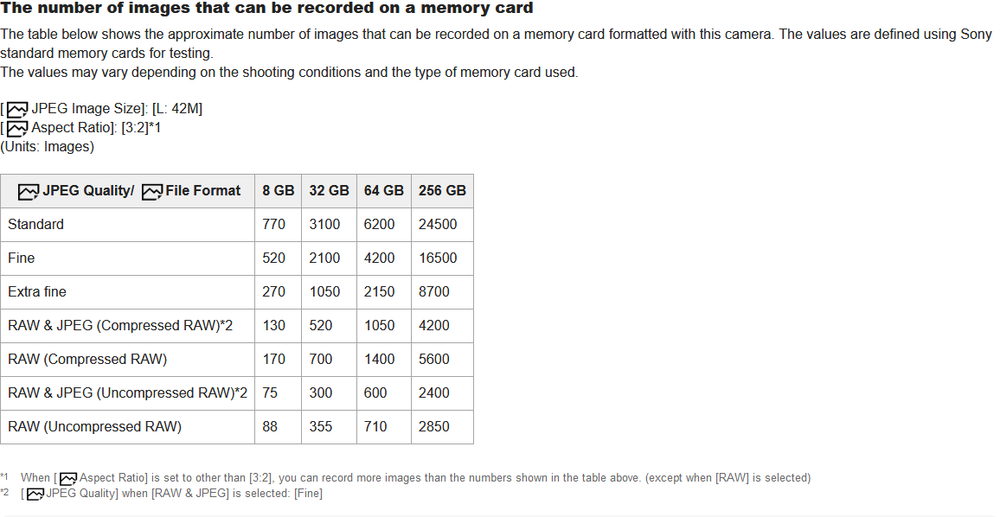 The number of images that can be recorded on a memory card
The table below shows the approximate number of images that can be recorded on a memory card formatted with this camera. The values are defined using Sony
standard memory cards for testing.
The values may vary depending on the shooting conditions and the type of memory card used.
[JPEG Image Size]: [L: 42M]
[Aspect Ratio]: [3:2]*1
(Units: Images)
JPEG Quality/ File Format 8 GB 32 GB 64 GB 256 GB
Standard 770 3100 6200 24500
Fine 520 2100 4200 16500
Extra fine 270 1050 2150 8700
RAW & JPEG (Compressed RAW)*2 130 520 1050 4200
RAW (Compressed RAW) 170 700 1400 5600
RAW & JPEG (Uncompressed RAW)*2 75 300 600 2400
RAW (Uncompressed RAW) 88 355 710 2850
*1 When [Aspect Ratio] is set to other than [3:2], you can record more images than the numbers shown in the table above. (except when [RAW] is selected)
*2 [JPEG Quality] when [RAW & JPEG] is selected: [Fine]